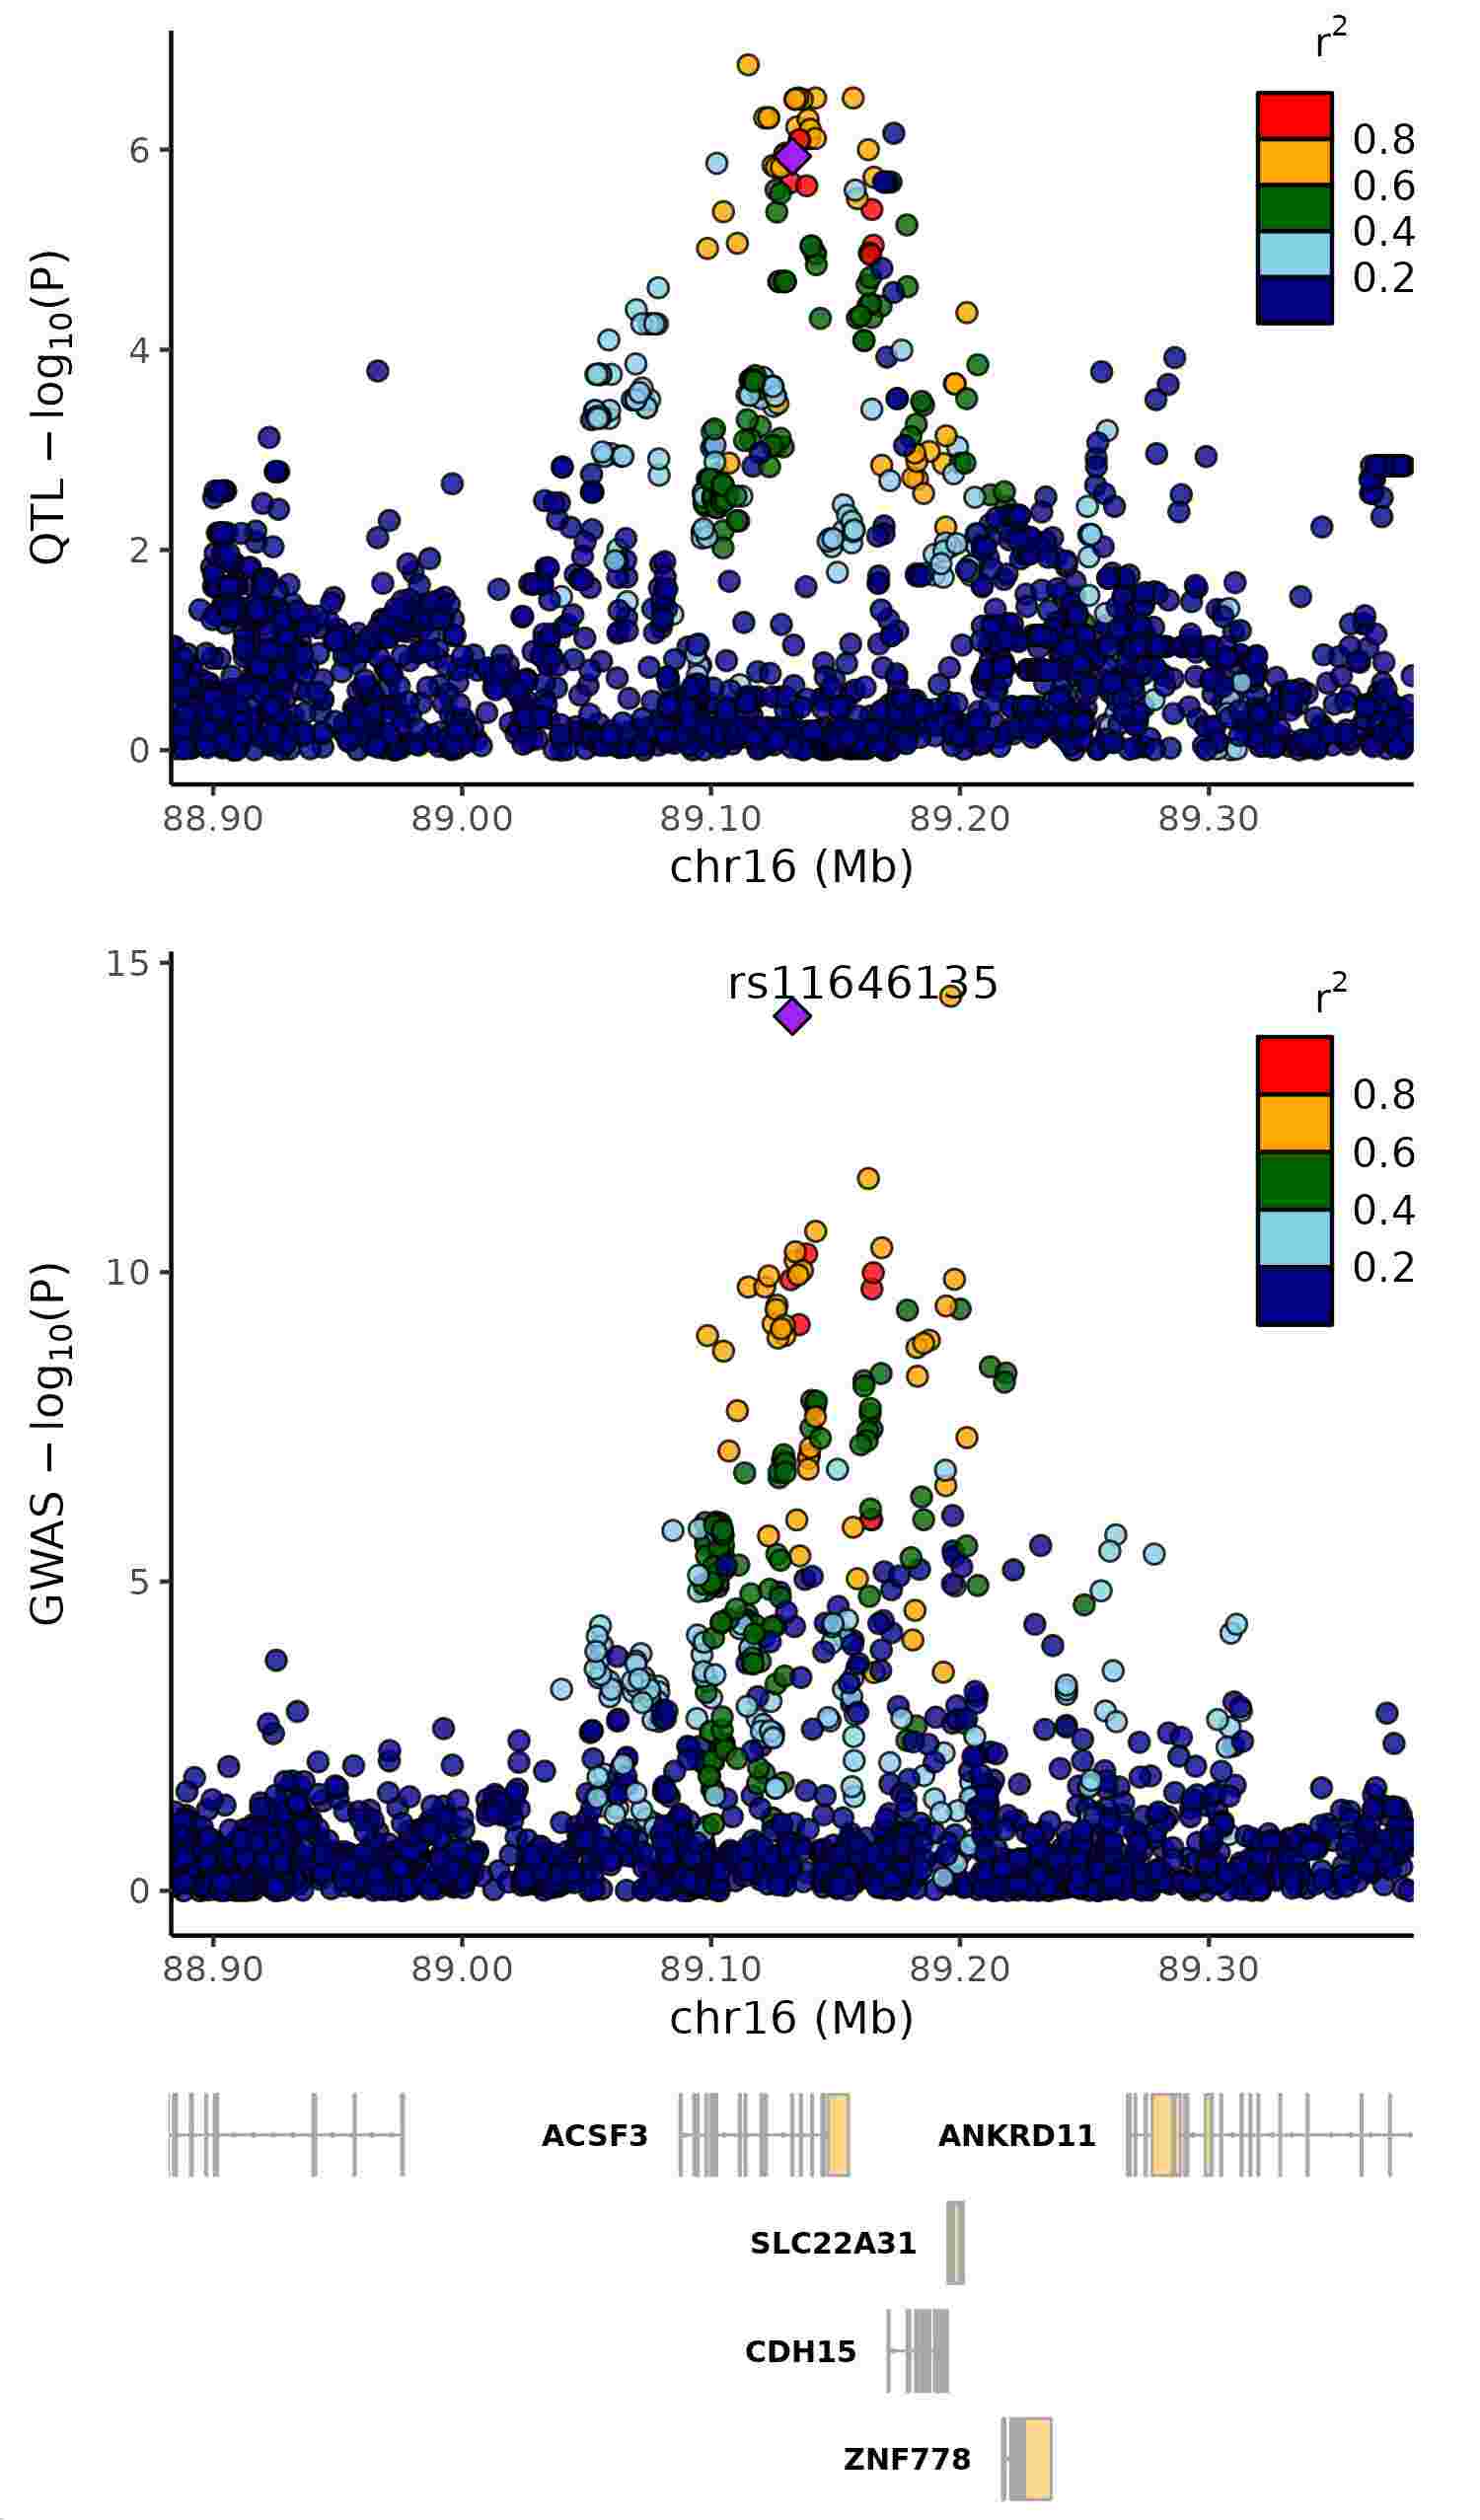 r²
0.8
0.6
0.4
0.2
QTL − log₁₀(P)
6
4
2
0
88.90 89.00 89.10 89.20 89.30
chr16 (Mb)
rs11646135
r²
0.8
0.6
0.4
0.2
GWAS − log₁₀(P)
15
10
5
0
88.90 89.00 89.10 89.20 89.30
chr16 (Mb)
ACSF3 ANKRD11
SLC22A31
CDH15
ZNF778